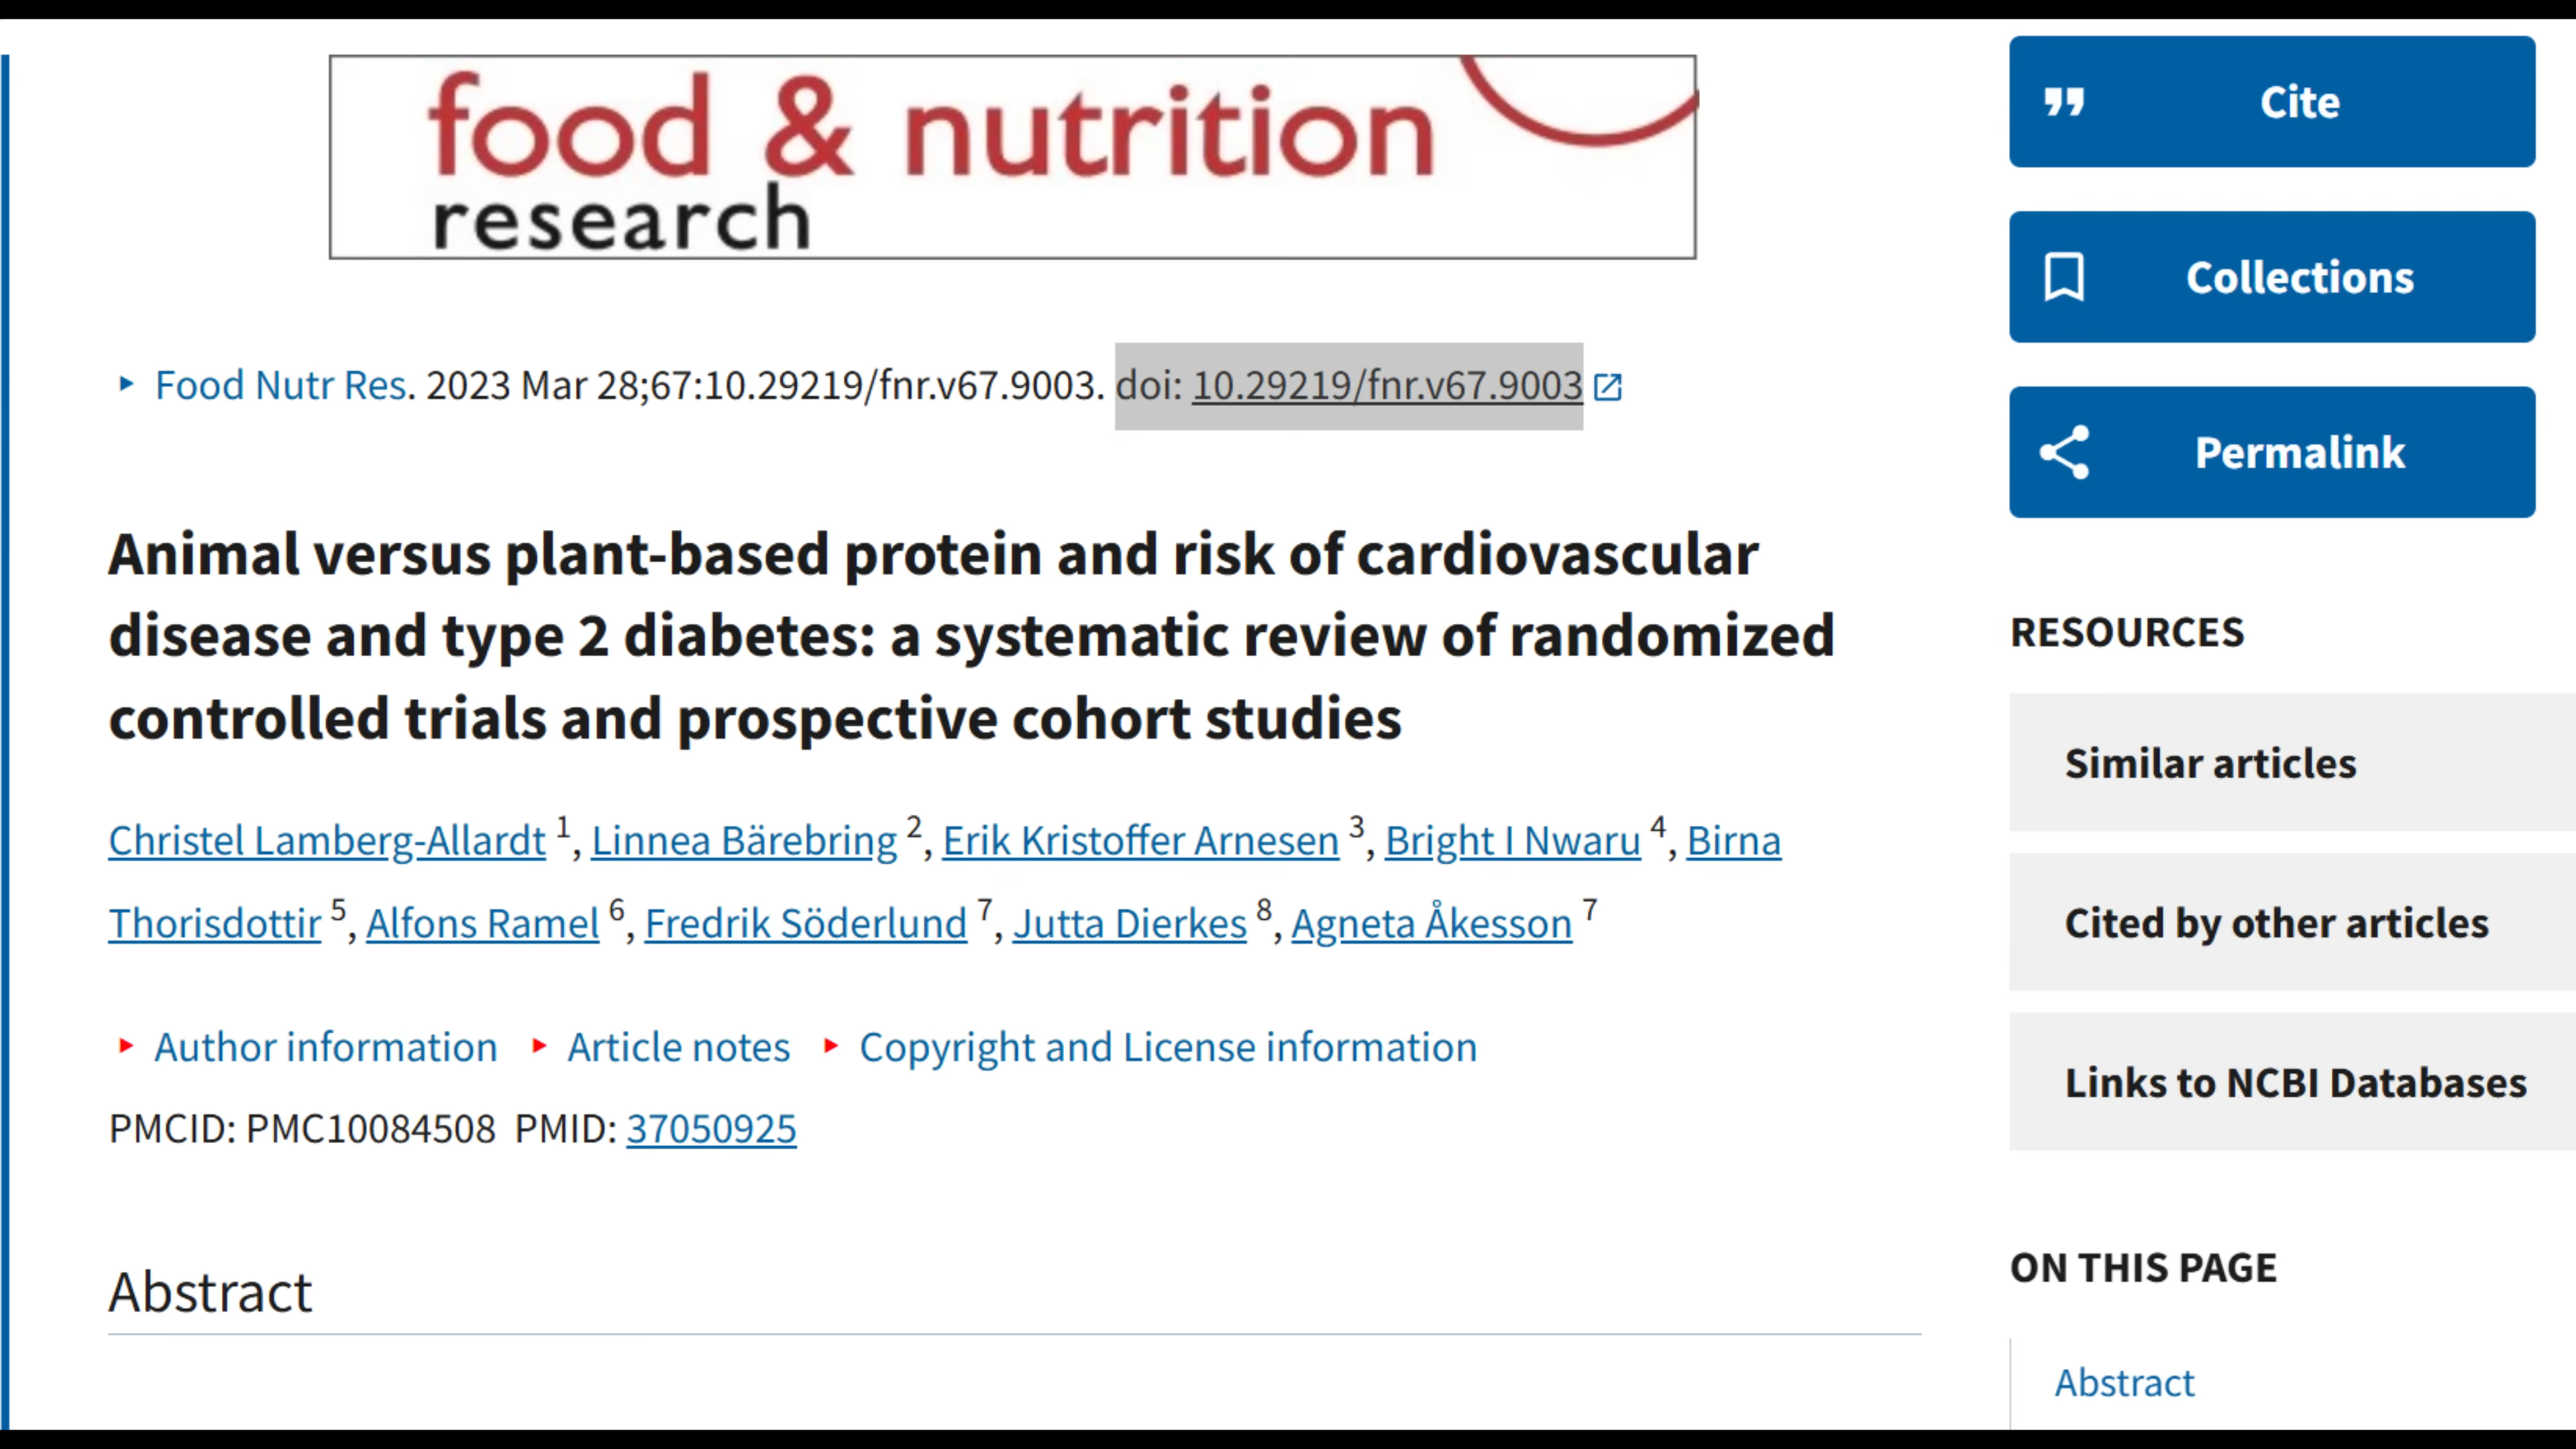 food & nutrition
research
Food Nutr Res. 2023 Mar 28;67:10.29219/fnr.v67.9003. doi: 10.29219/fnr.v67.9003
Animal versus plant-based protein and risk of cardiovascular
disease and type 2 diabetes: a systematic review of randomized
controlled trials and prospective cohort studies
Christel Lamberg-Allardt 1, Linnea Bärebring 2, Erik Kristoffer Arnesen 3, Bright I Nwaru 4, Birna
Thorisdottir 5, Alfons Ramel 6, Fredrik Söderlund 7, Jutta Dierkes 8, Agneta Åkesson 7
Author information Article notes Copyright and License information
PMCID: PMC10084508 PMID: 37050925
Abstract
Cite
Collections
Permalink
RESOURCES
Similar articles
Cited by other articles
Links to NCBI Databases
ON THIS PAGE
Abstract